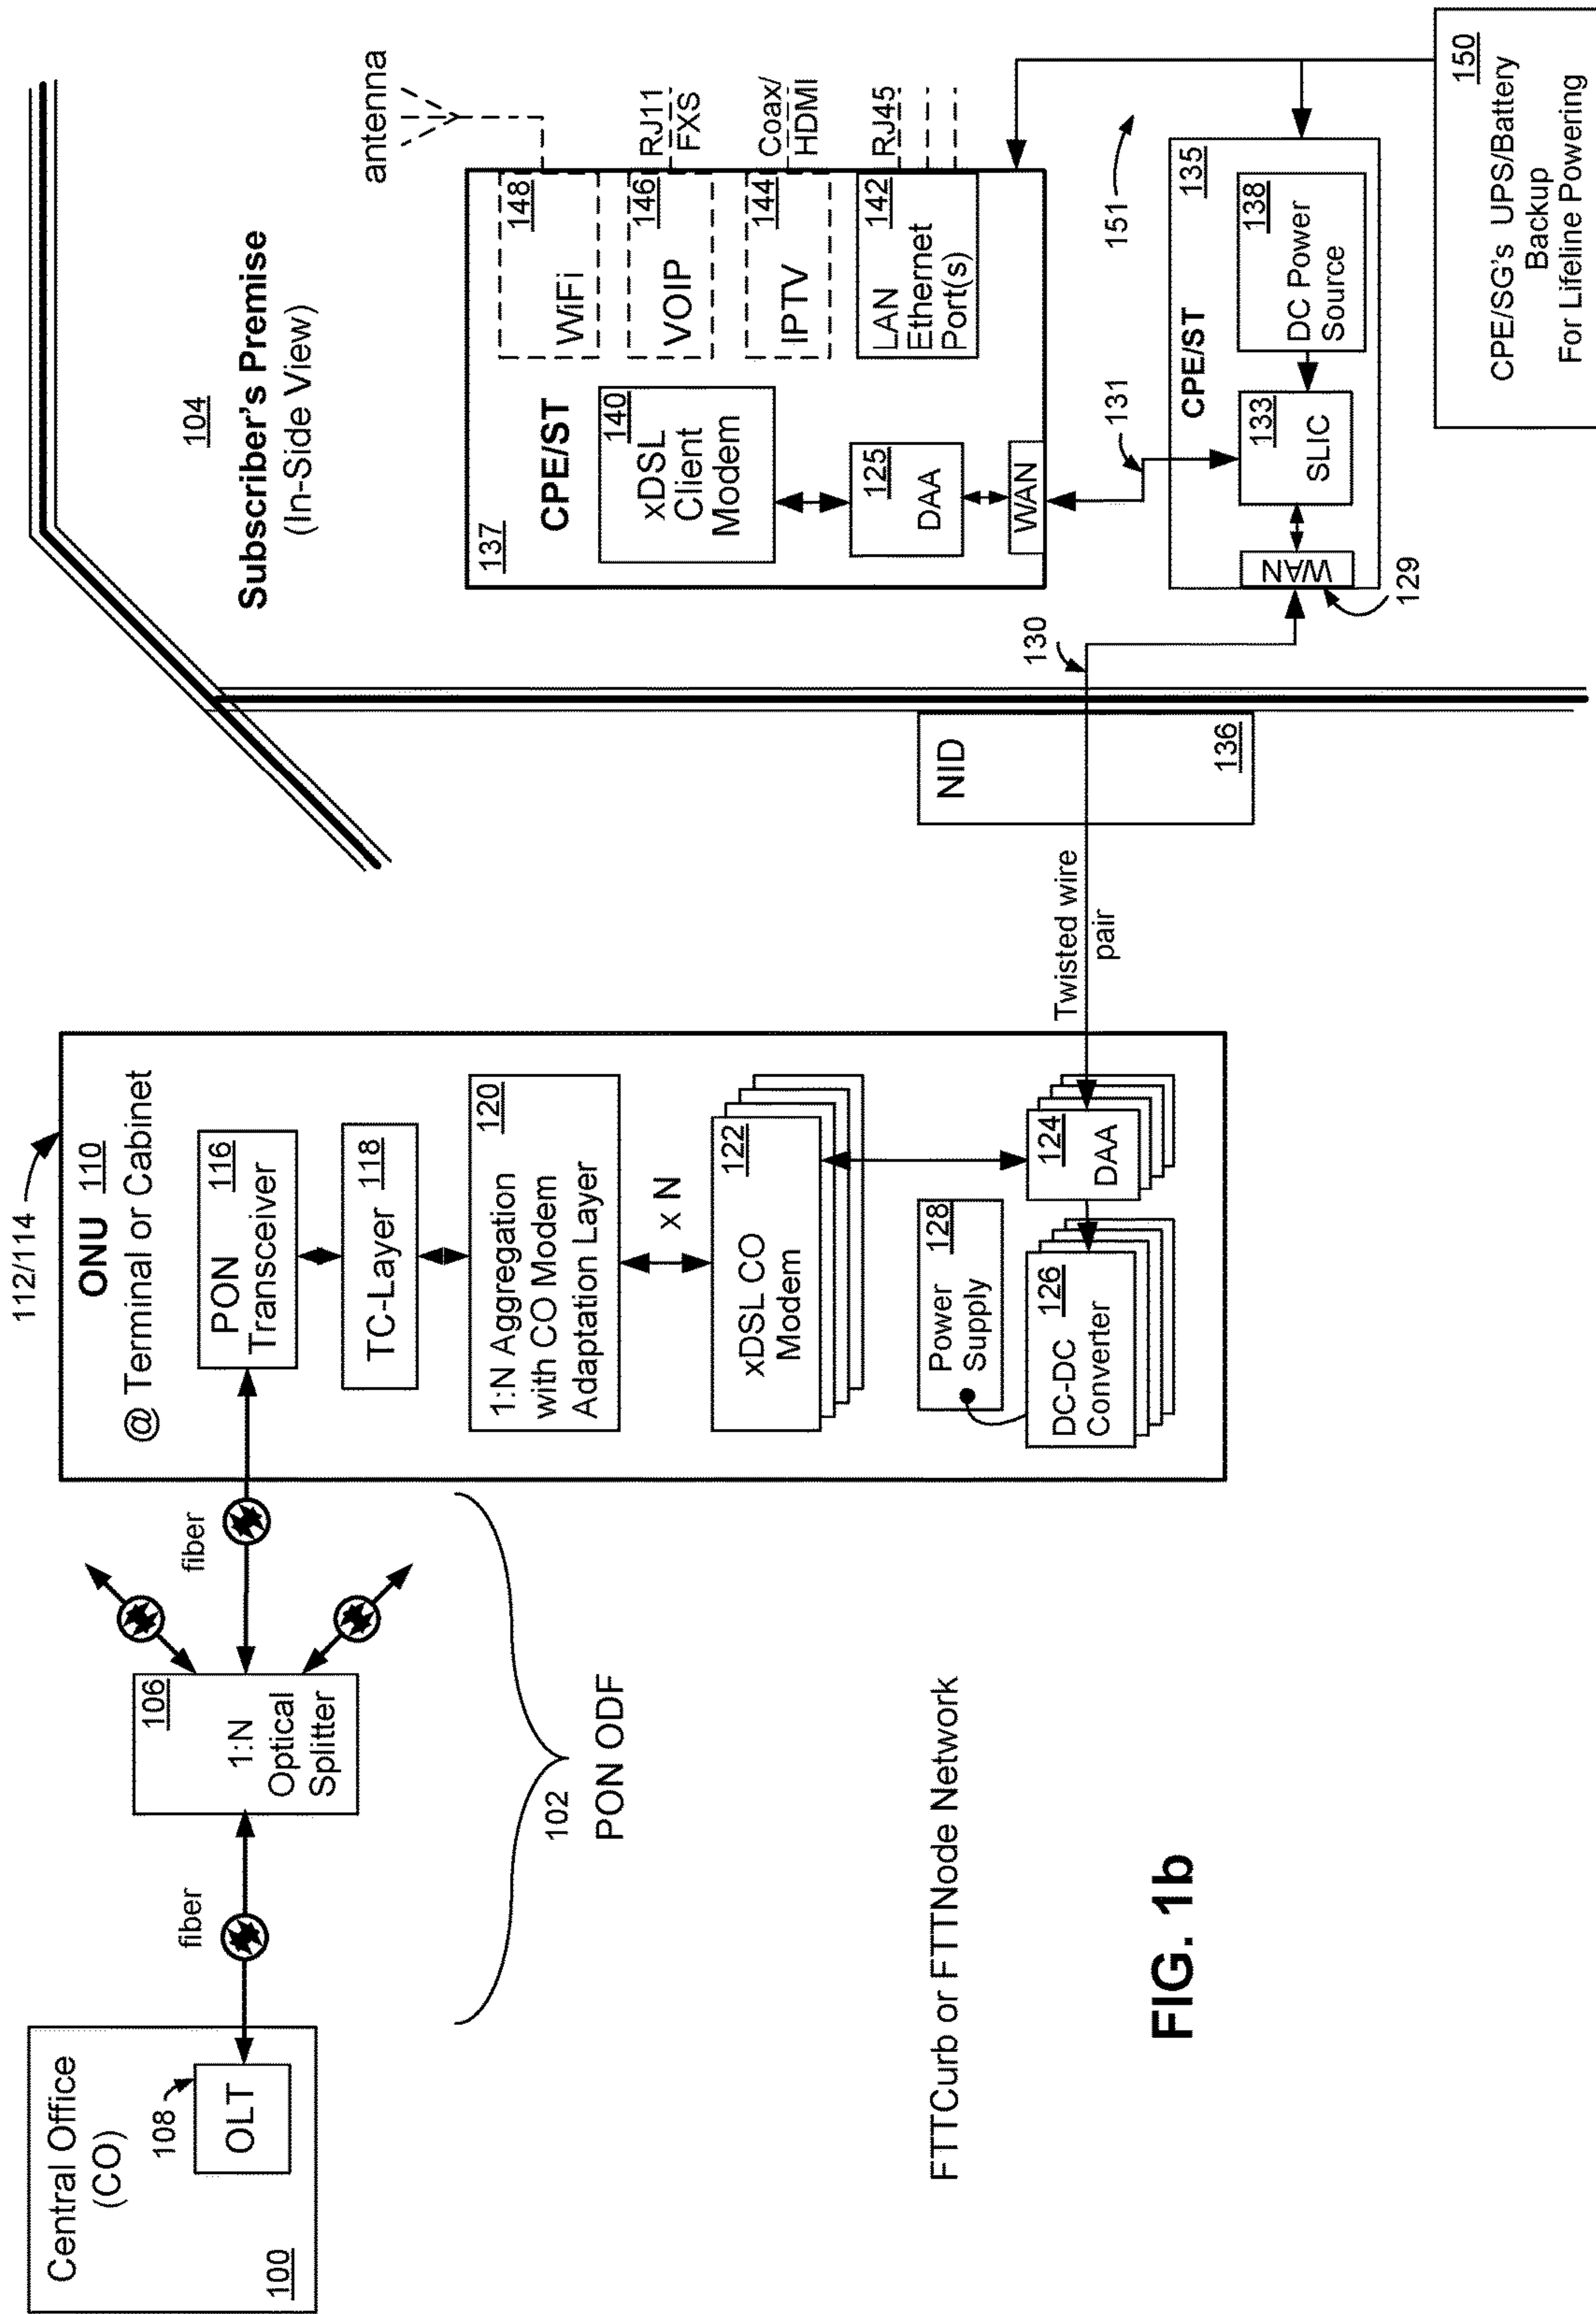 Central Office
(CO)
108
OLT
100
fiber
106
1:N
Optical
Splitter
fiber
102
PON ODF
112/114
ONU 110
@ Terminal or Cabinet
PON 116
Transceiver
TC-Layer 118
120
1:N Aggregation
with CO Modem
Adaptation Layer
x N
122
xDSL CO
Modem
128
Power
Supply
124
DAA
126
DC-DC
Converter
Twisted wire
pair
NID
136
130
104
Subscriber's Premise
(In-Side View)
137
CPE/ST
140
xDSL
Client
Modem
125
DAA
WAN
148
WiFi
146
VOIP
144
IPTV
142
LAN
Ethernet
Port(s)
antenna
RJ11
FXS
Coax/
HDMI
RJ45
131
151
135
CPE/ST
138
DC Power
Source
133
SLIC
WAN
129
150
CPE/SG's UPS/Battery
Backup
For Lifeline Powering
FTTCurb or FTTNode Network
FIG. 1b